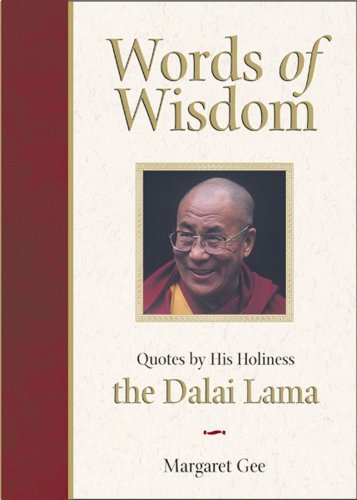 Words of
Wisdom
Quotes by His Holiness
the Dalai Lama
Margaret Gee